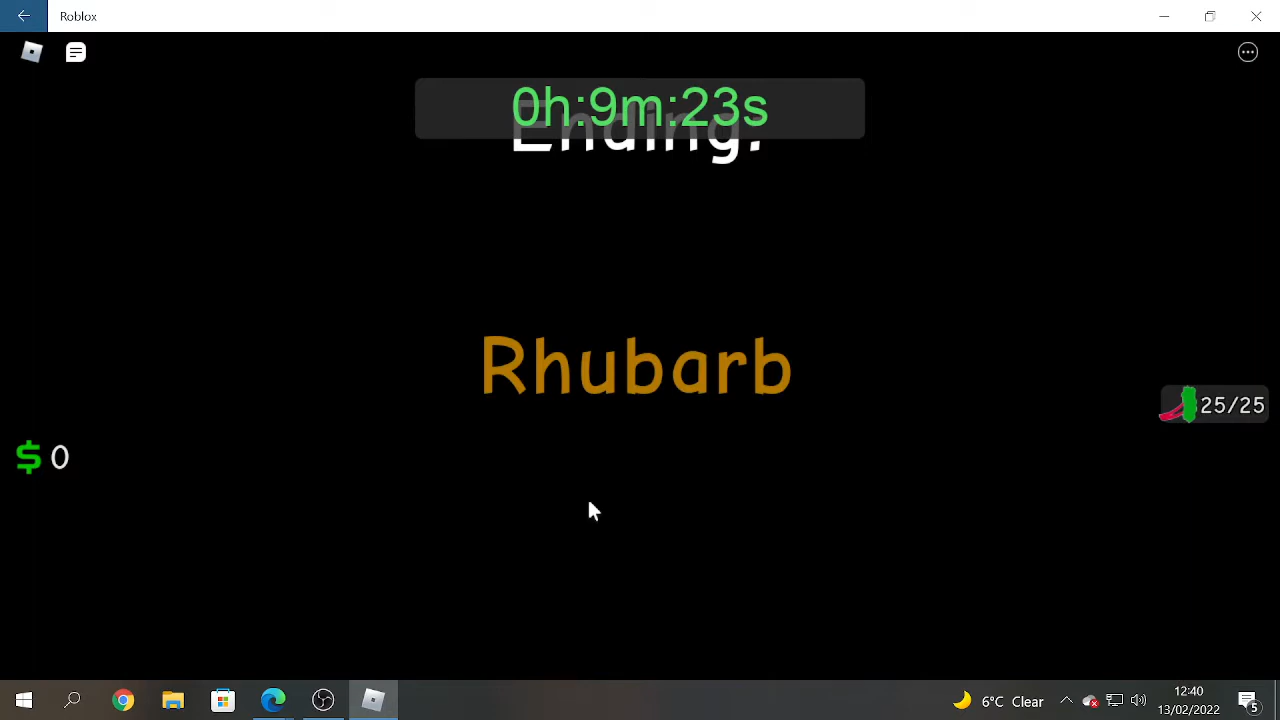 Roblox
0h:9m:23s
Ending:
Rhubarb
25/25
$ 0
6°C Clear
12:40
13/02/2022
5